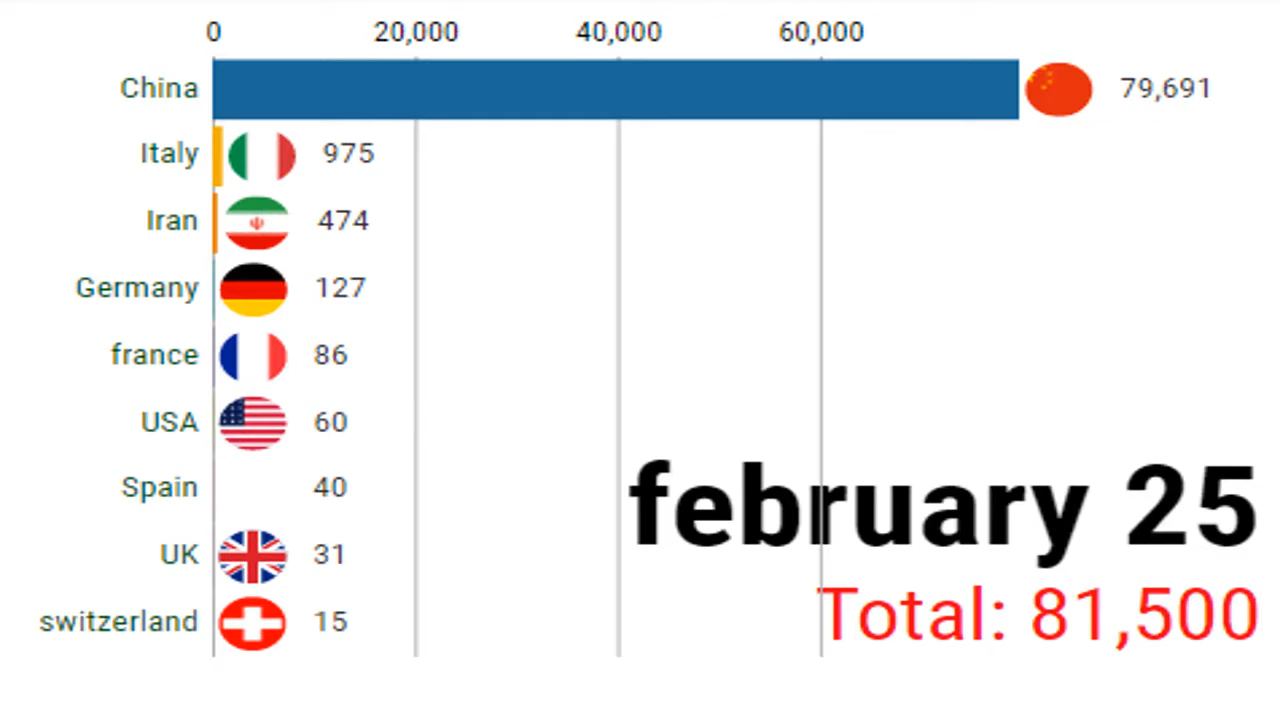 0 20,000 40,000 60,000
China 79,691
Italy 975
Iran 474
Germany 127
france 86
USA 60
Spain 40
UK 31
switzerland 15
february 25
Total: 81,500